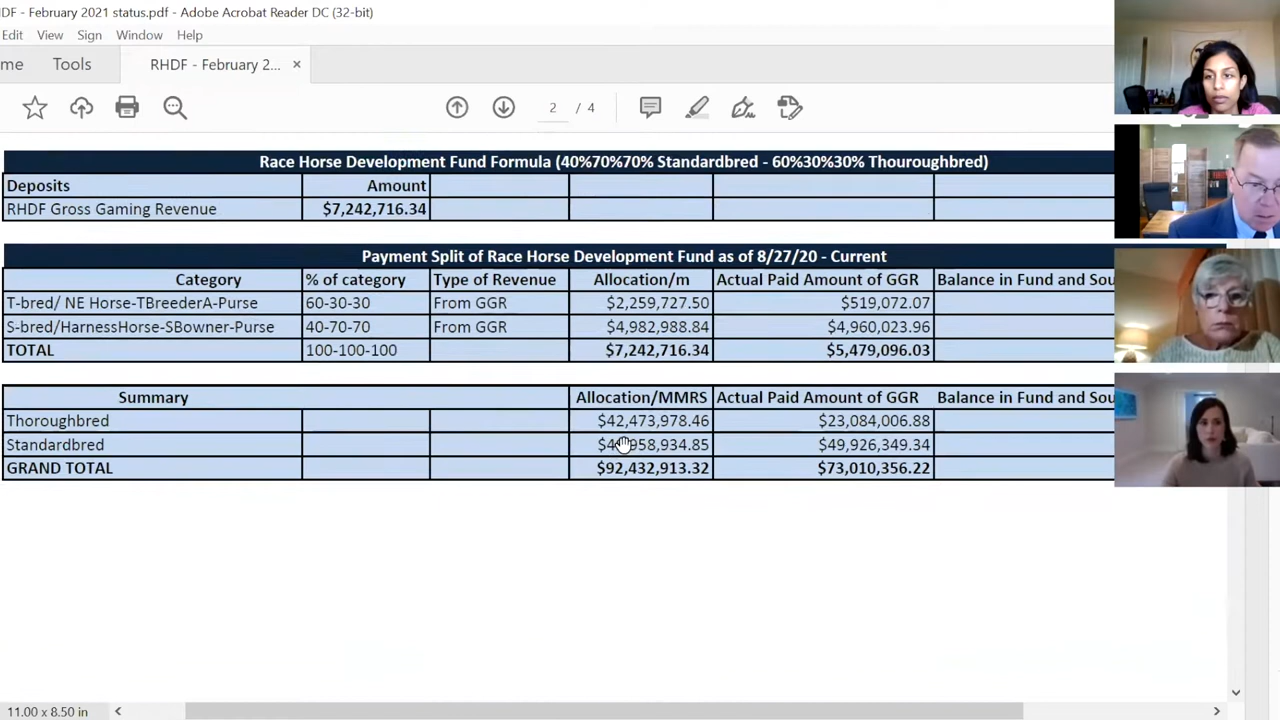 DF - February 2021 status.pdf - Adobe Acrobat Reader DC (32-bit)
Edit View Sign Window Help
me Tools RHDF - February 2... ×
2 / 4
Race Horse Development Fund Formula (40%70%70% Standardbred - 60%30%30% Thouroughbred)
Deposits Amount
RHDF Gross Gaming Revenue $7,242,716.34
Payment Split of Race Horse Development Fund as of 8/27/20 - Current
Category % of category Type of Revenue Allocation/m Actual Paid Amount of GGR Balance in Fund and Sou
T-bred/ NE Horse-TBreederA-Purse 60-30-30 From GGR $2,259,727.50 $519,072.07
S-bred/HarnessHorse-SBowner-Purse 40-70-70 From GGR $4,982,988.84 $4,960,023.96
TOTAL 100-100-100 $7,242,716.34 $5,479,096.03
Summary Allocation/MMRS Actual Paid Amount of GGR Balance in Fund and Sou
Thoroughbred $42,473,978.46 $23,084,006.88
Standardbred $49,926,349.34
GRAND TOTAL $92,432,913.32 $73,010,356.22
11.00 x 8.50 in